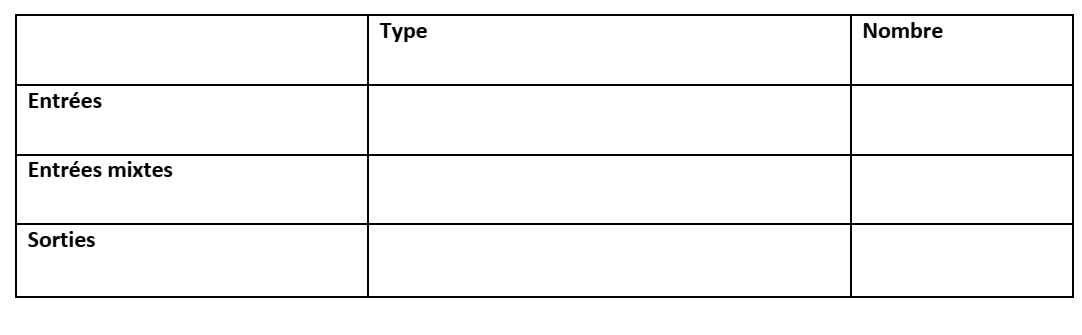 Type
Nombre
Entrées
Entrées mixtes
Sorties